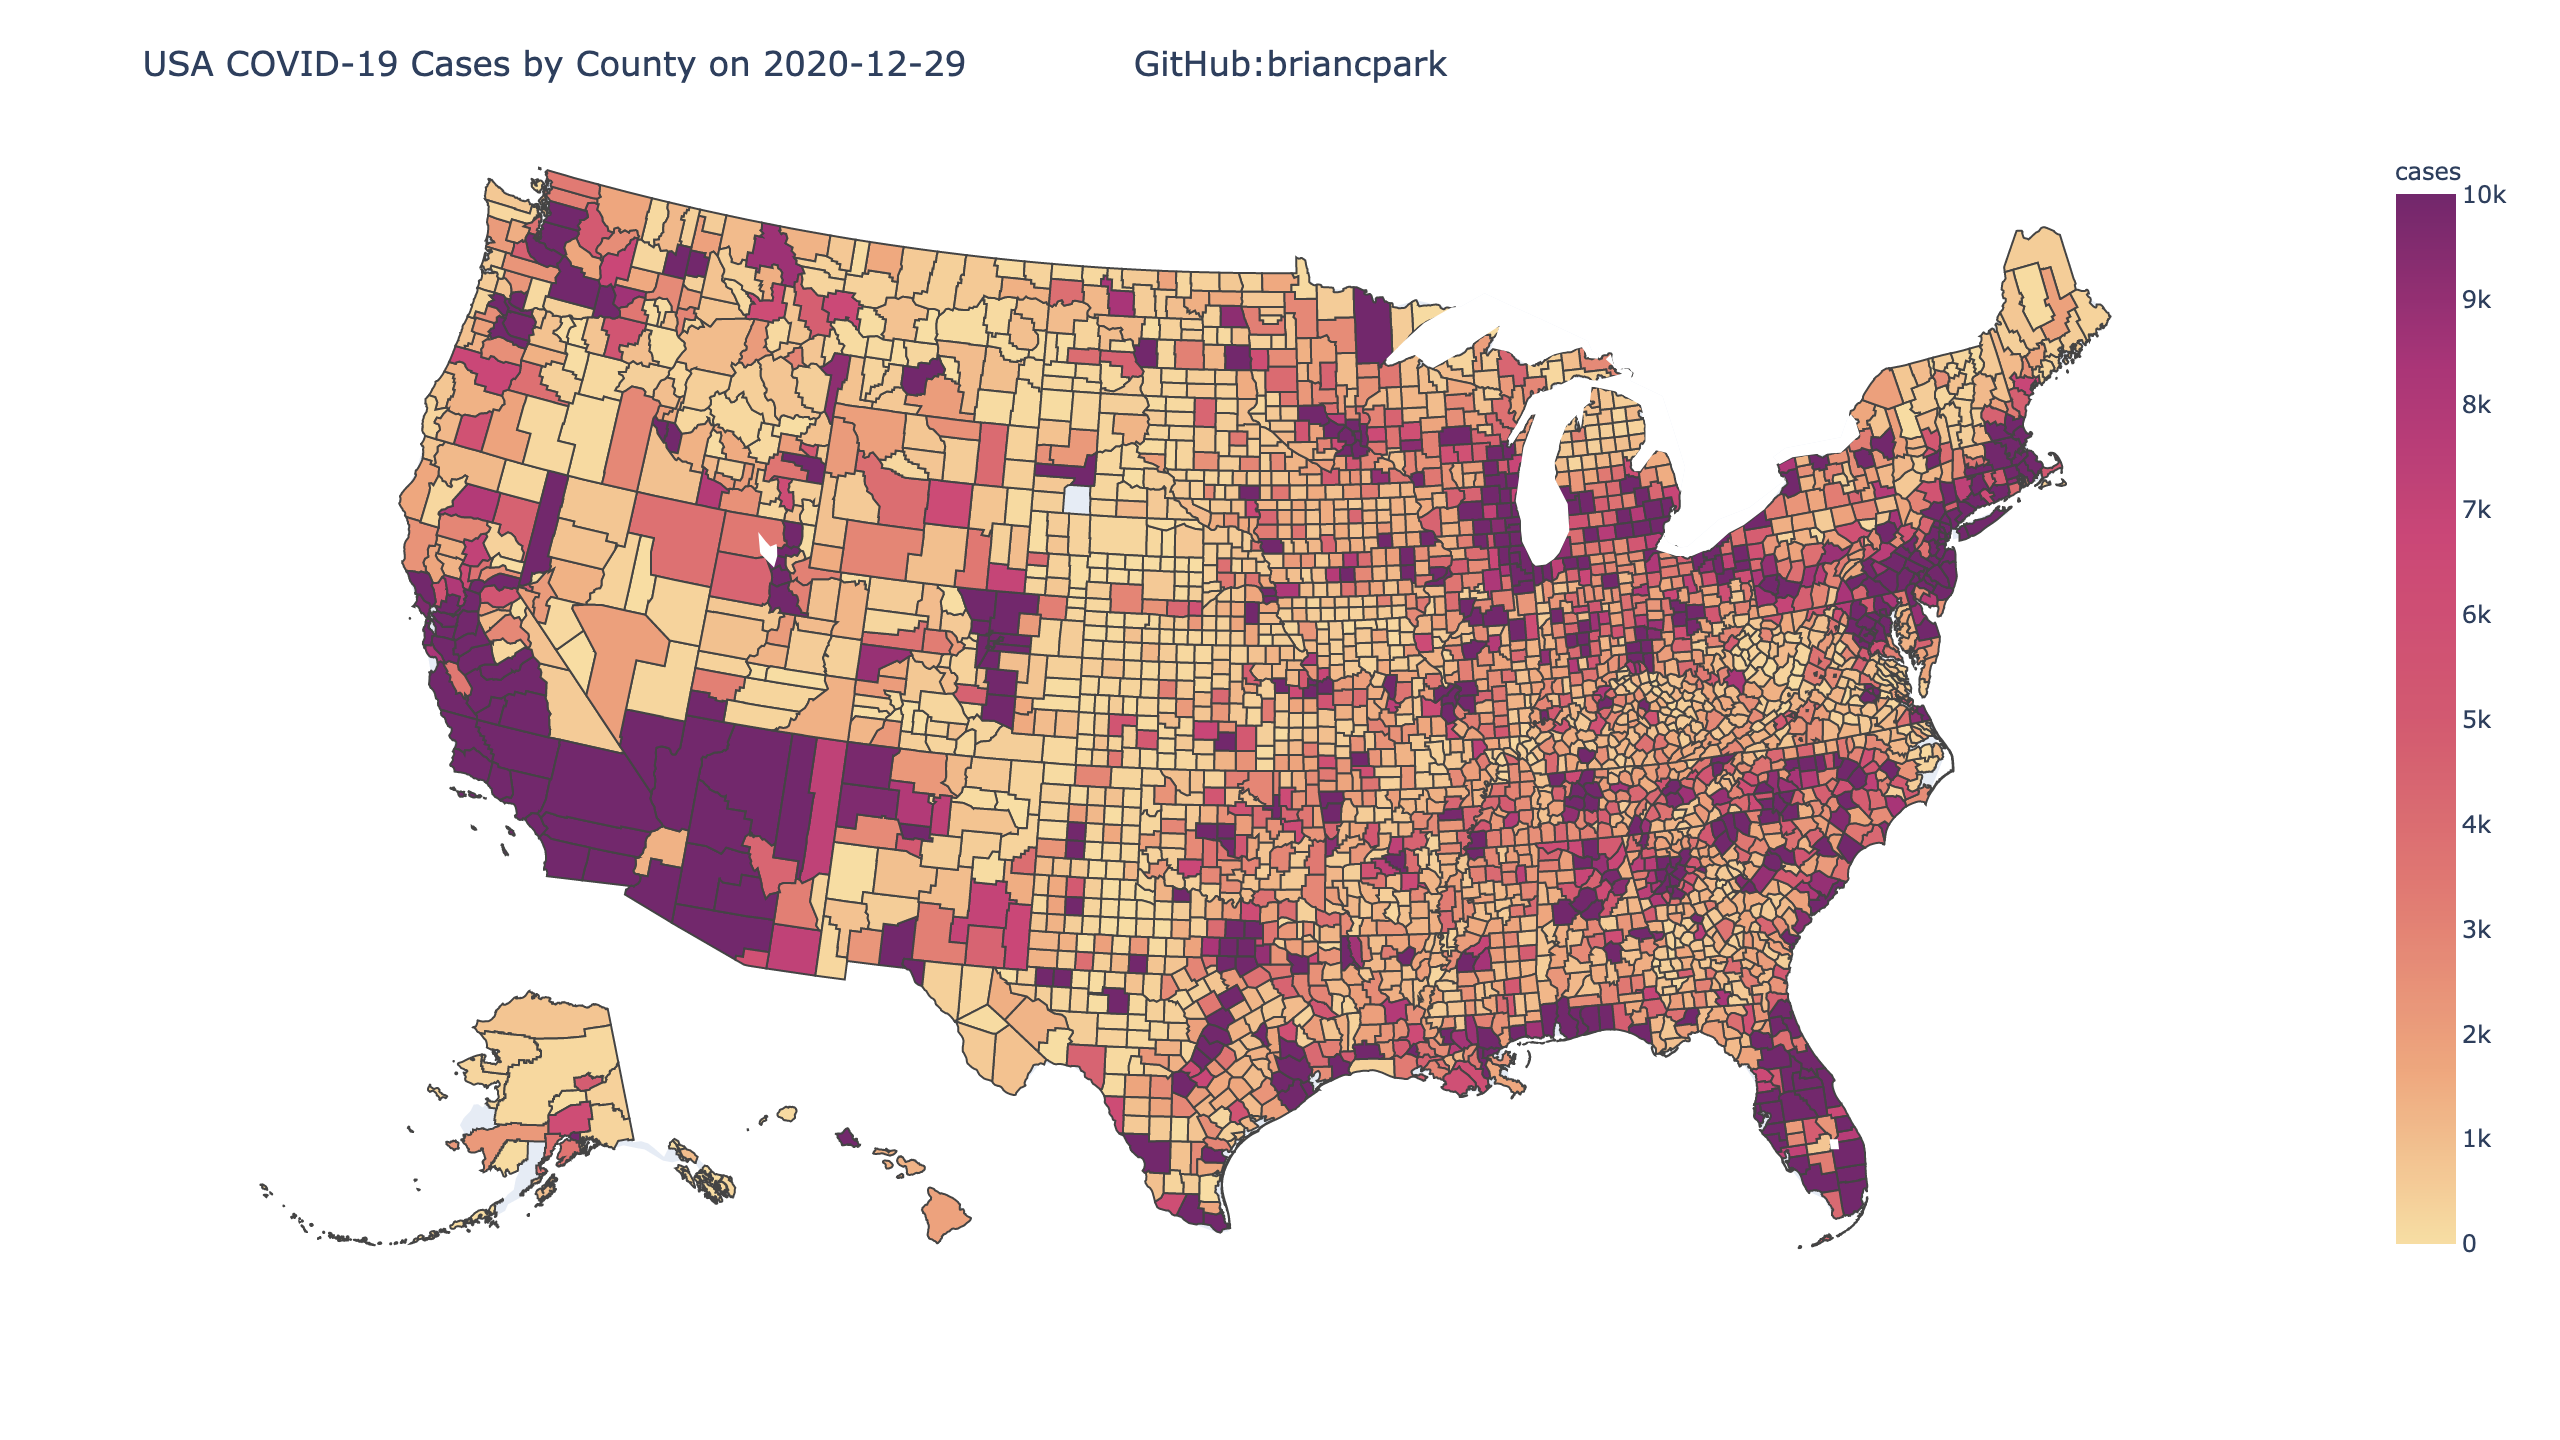 USA COVID-19 Cases by County on 2020-12-29 GitHub:briancpark
cases
10k
9k
8k
7k
6k
5k
4k
3k
2k
1k
0